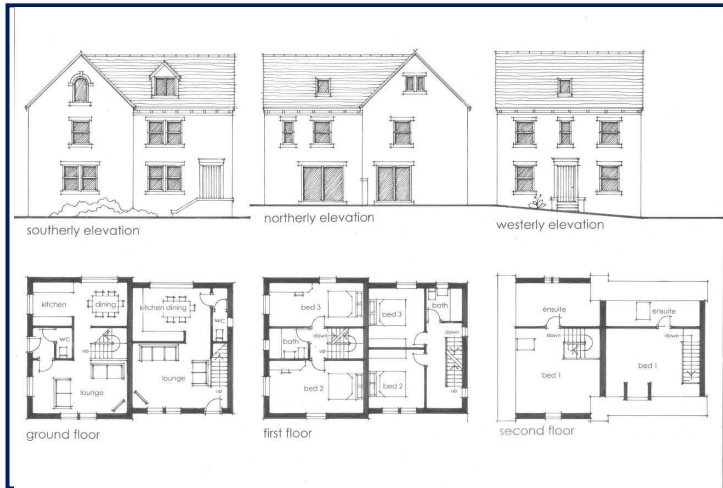 southerly elevation
northerly elevation
westerly elevation
kitchen
dining
kitchen dining
wc
wc
up
lounge
lounge
up
ground floor
bed 3
bath
down
up
bed 2
bed 3
bath
down
up
bed 2
first floor
ensuite
down
bed 1
ensuite
down
bed 1
second floor